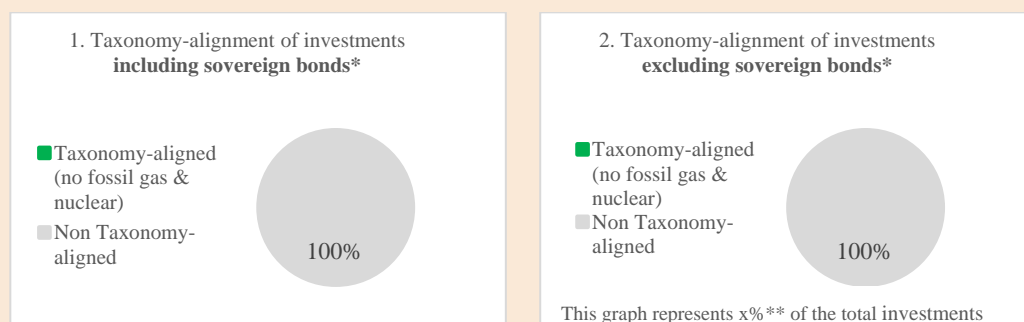 1. Taxonomy-alignment of investments
including sovereign bonds*
Taxonomy-aligned
(no fossil gas &
nuclear)
Non Taxonomy-
aligned
100%
2. Taxonomy-alignment of investments
excluding sovereign bonds*
Taxonomy-aligned
(no fossil gas &
nuclear)
Non Taxonomy-
aligned
100%
This graph represents x%** of the total investments